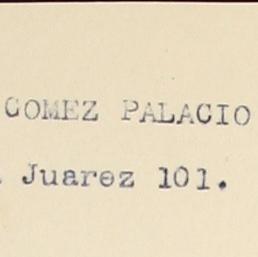 GOMEZ PALACIO
. Juarez 101.